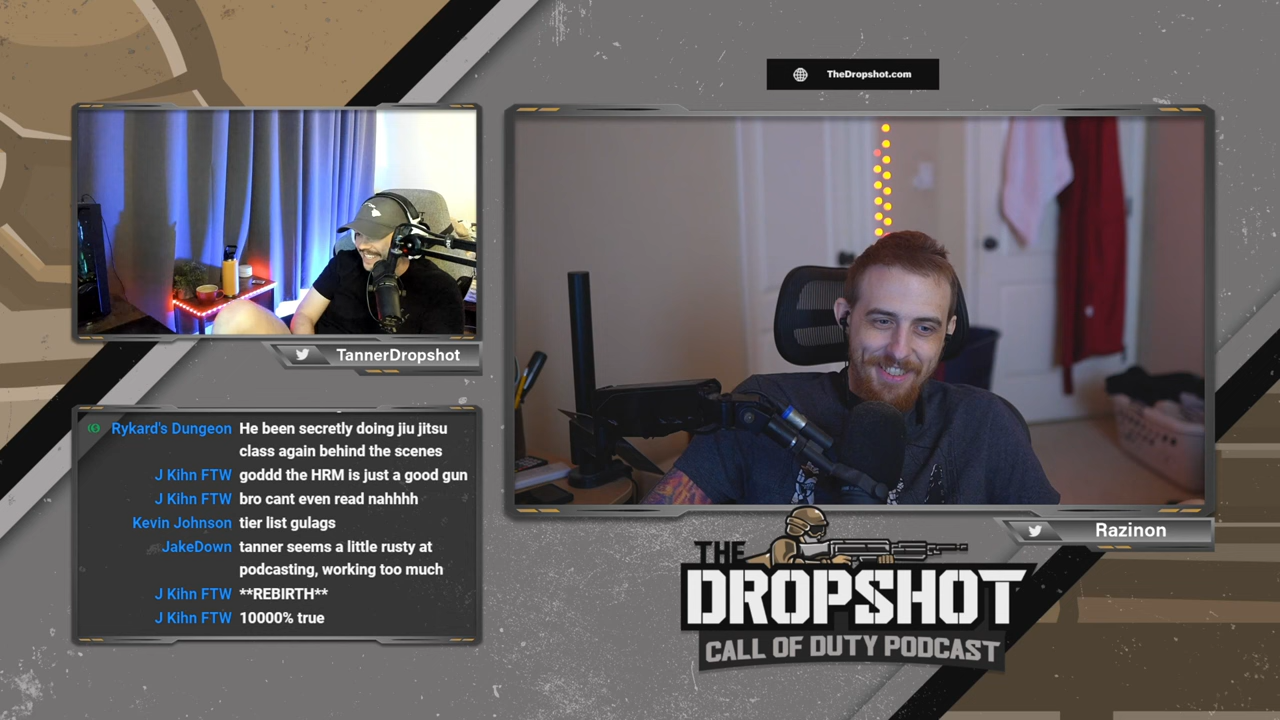 TheDropshot.com
TannerDropshot
Rykard's Dungeon He been secretly doing jiu jitsu
class again behind the scenes
J Kihn FTW goddd the HRM is just a good gun
J Kihn FTW bro cant even read nahhhh
Kevin Johnson tier list gulags
JakeDown tanner seems a little rusty at
podcasting, working too much
J Kihn FTW **REBIRTH**
J Kihn FTW 10000% true
Razinon
THE
DROPSHOT
CALL OF DUTY PODCAST